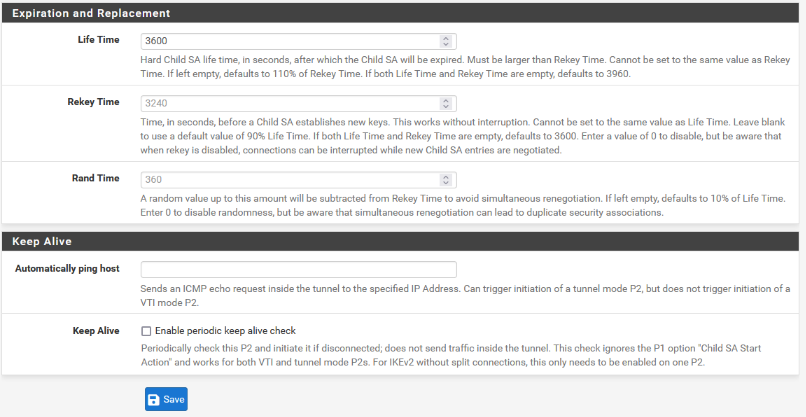 Expiration and Replacement
Life Time
3600
Hard Child SA life time, in seconds, after which the Child SA will be expired. Must be larger than Rekey Time. Cannot be set to the same value as Rekey
Time. If left empty, defaults to 110% of Rekey Time. If both Life Time and Rekey Time are empty, defaults to 3960.
Rekey Time
3240
Time, in seconds, before a Child SA establishes new keys. This works without interruption. Cannot be set to the same value as Life Time. Leave blank
to use a default value of 90% Life Time. If both Life Time and Rekey Time are empty, defaults to 3600. Enter a value of 0 to disable, but be aware that
when rekey is disabled, connections can be interrupted while new Child SA entries are negotiated.
Rand Time
360
A random value up to this amount will be subtracted from Rekey Time to avoid simultaneous renegotiation. If left empty, defaults to 10% of Life Time.
Enter 0 to disable randomness, but be aware that simultaneous renegotiation can lead to duplicate security associations.
Keep Alive
Automatically ping host
Sends an ICMP echo request inside the tunnel to the specified IP Address. Can trigger initiation of a tunnel mode P2, but does not trigger initiation of a
VTI mode P2.
Keep Alive
Enable periodic keep alive check
Periodically check this P2 and initiate it if disconnected; does not send traffic inside the tunnel. This check ignores the P1 option "Child SA Start
Action" and works for both VTI and tunnel mode P2s. For IKEv2 without split connections, this only needs to be enabled on one P2.
Save